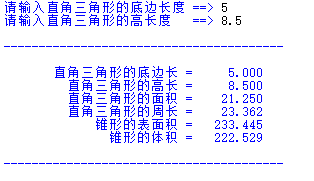 请输入直角三角形的底边长度 ==> 5
请输入直角三角形的高长度 ==> 8.5
----------------------------------------
直角三角形的底边长 = 5.000
直角三角形的高长 = 8.500
直角三角形的面积 = 21.250
直角三角形的周长 = 23.362
锥形的表面积 = 233.445
锥形的体积 = 222.529
----------------------------------------